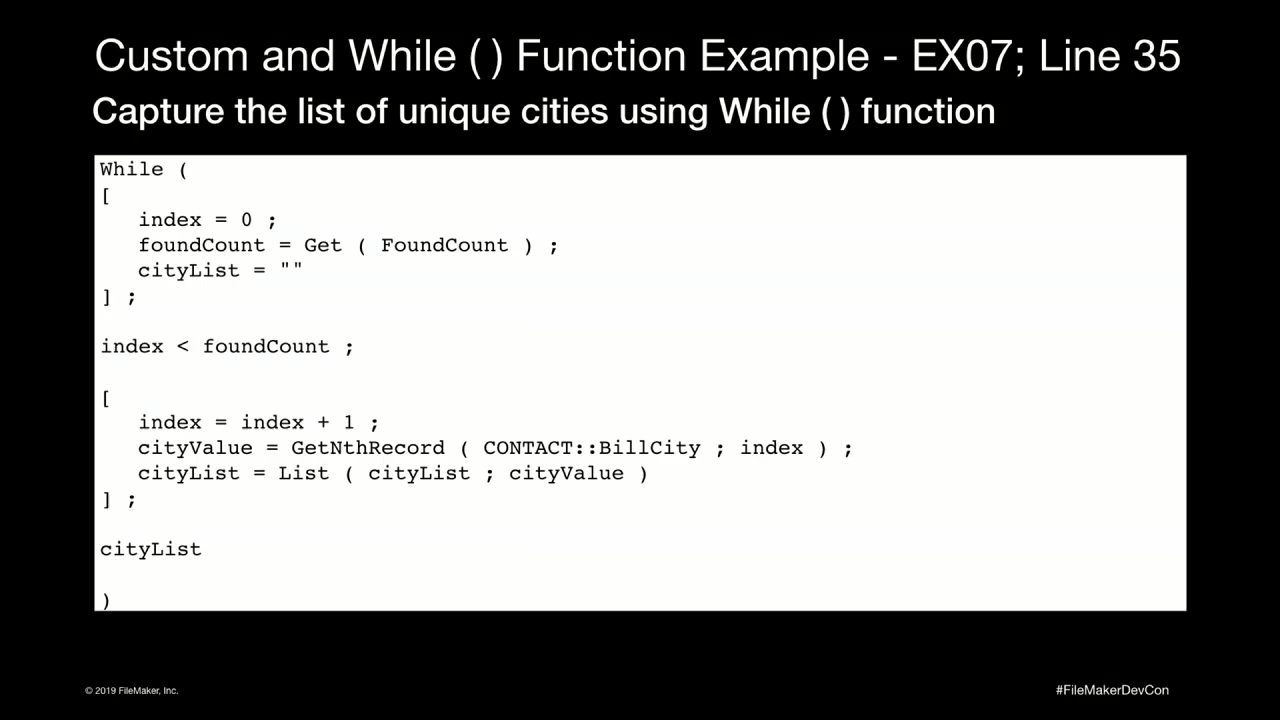 Custom and While ( ) Function Example - EX07; Line 35
Capture the list of unique cities using While ( ) function
While (
[
index = 0 ;
foundCount = Get ( FoundCount ) ;
cityList = ""
] ;
index < foundCount ;
[
index = index + 1 ;
cityValue = GetNthRecord ( CONTACT::BillCity ; index ) ;
cityList = List ( cityList ; cityValue )
] ;
cityList
)
© 2019 FileMaker, Inc.
#FileMakerDevCon